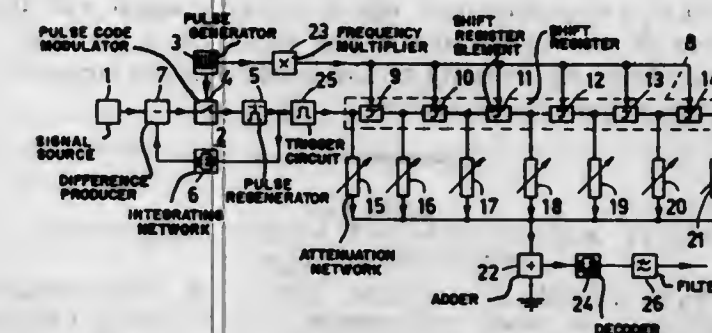 PULSE
GENERATOR
PULSE CODE
MODULATOR
3
23
FREQUENCY
MULTIPLIER
SHIFT
REGISTER
ELEMENT
SHIFT
REGISTER
8
1
7
4
5
25
9
10
11
12
13
14
SIGNAL
SOURCE
2
TRIGGER
CIRCUIT
DIFFERENCE
PRODUCER
6
PULSE
REGENERATOR
INTEGRATING
NETWORK
15
16
17
18
19
20
21
ATTENUATION
NETWORK
22
ADDER
24
DECODER
26